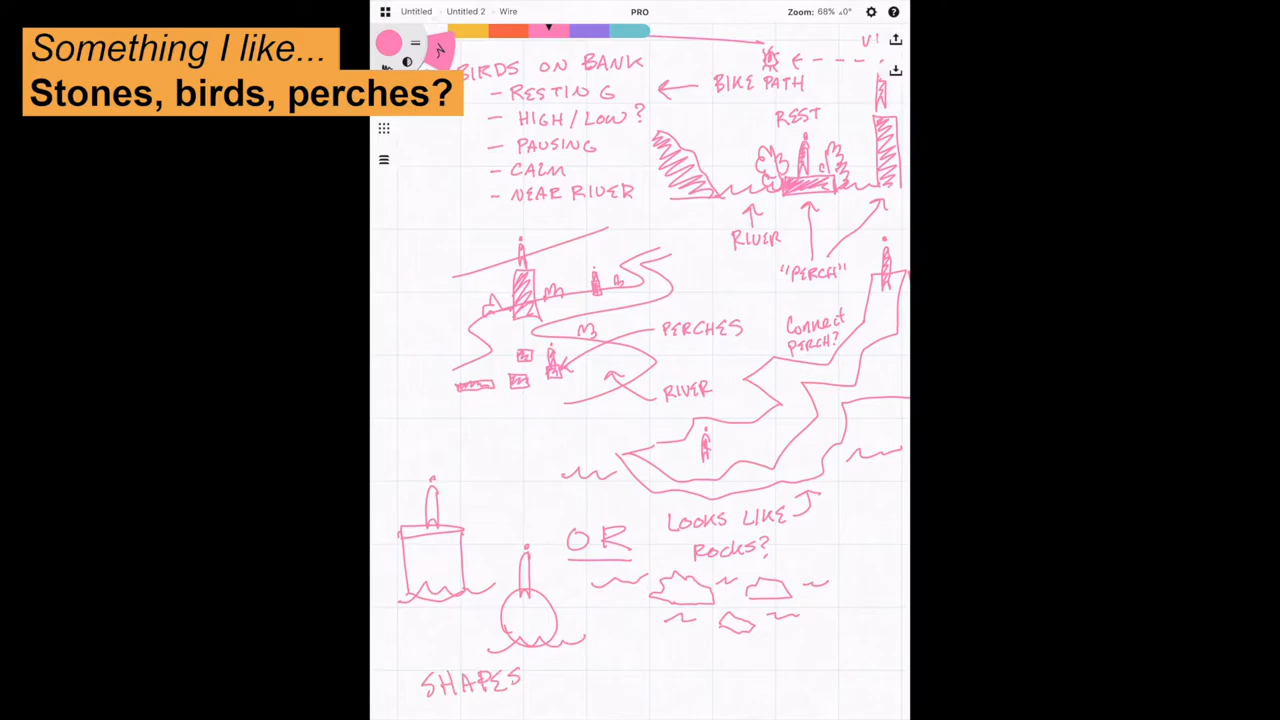 Something I like...
Stones, birds, perches?
Untitled
Untitled 2
Wire
PRO
Zoom: 68% ∡0°
BIRDS ON BANK
- RESTING
- HIGH/LOW?
- PAUSING
- CALM
- NEAR RIVER
BIKE PATH
REST
RIVER
"PERCH"
PERCHES
RIVER
Connect
PERCH?
OR
LOOKS LIKE
ROCKS?
SHAPES